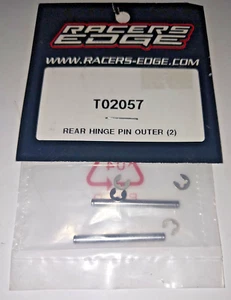 RACERS
EDGE
WWW.RACERS-EDGE.COM
T02057
REAR HINGE PIN OUTER (2)